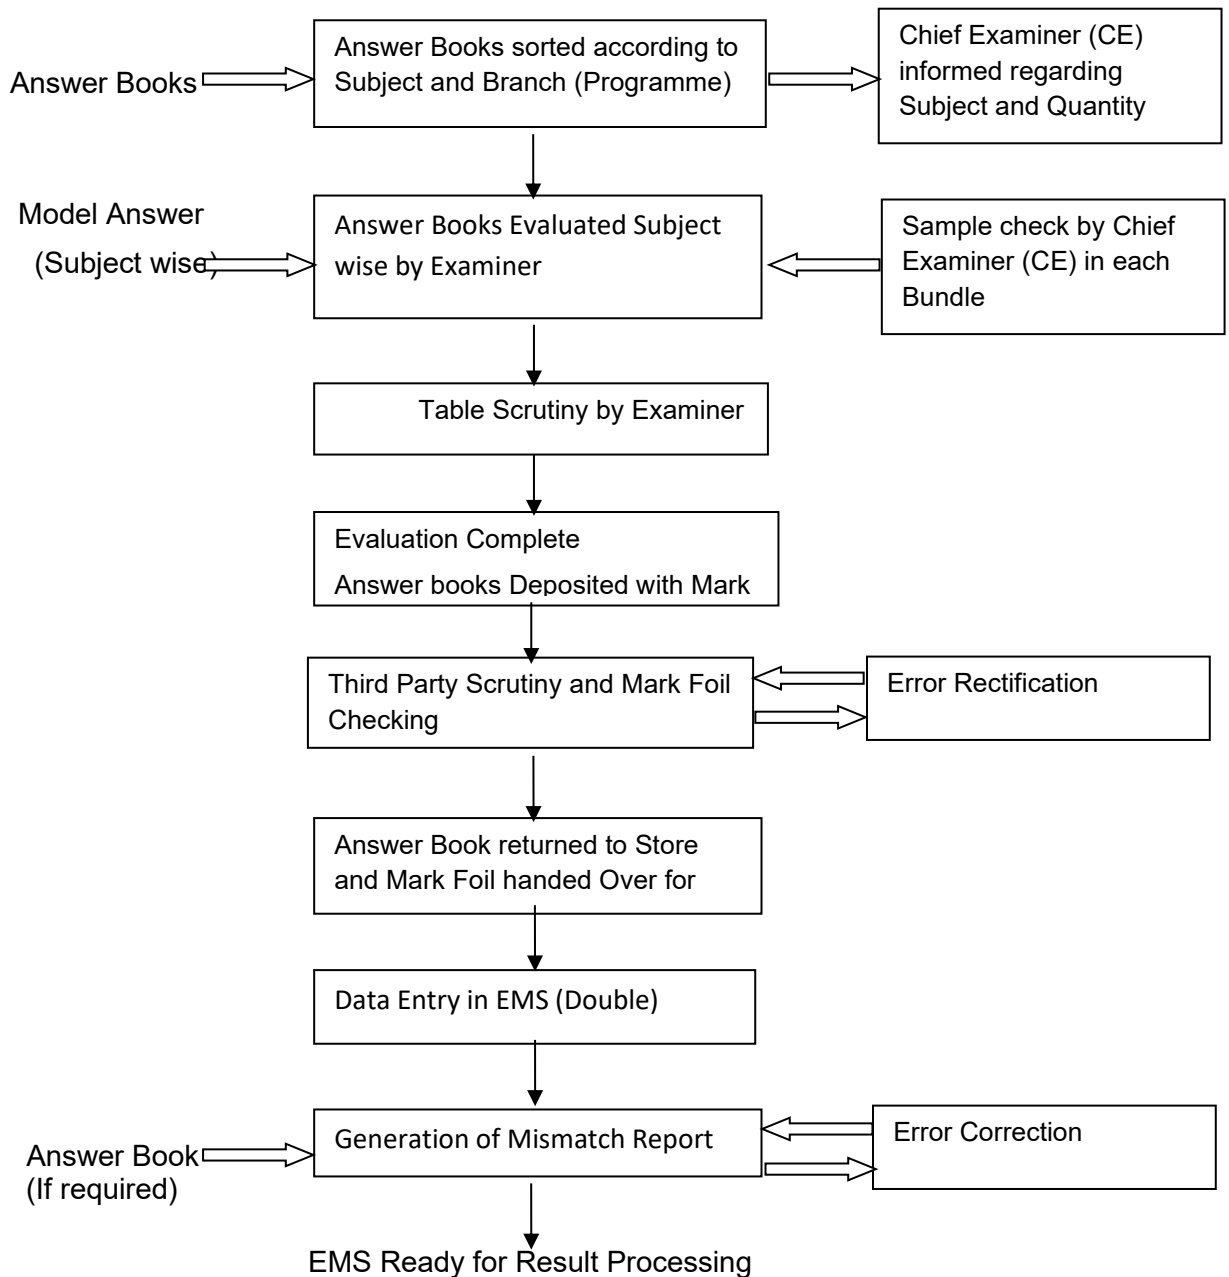 Answer Books
Answer Books sorted according to
Subject and Branch (Programme)
Chief Examiner (CE)
informed regarding
Subject and Quantity
Model Answer
(Subject wise)
Answer Books Evaluated Subject
wise by Examiner
Sample check by Chief
Examiner (CE) in each
Bundle
Table Scrutiny by Examiner
Evaluation Complete
Answer books Deposited with Mark
Third Party Scrutiny and Mark Foil
Checking
Error Rectification
Answer Book returned to Store
and Mark Foil handed Over for
Data Entry in EMS (Double)
Answer Book
(If required)
Generation of Mismatch Report
Error Correction
EMS Ready for Result Processing